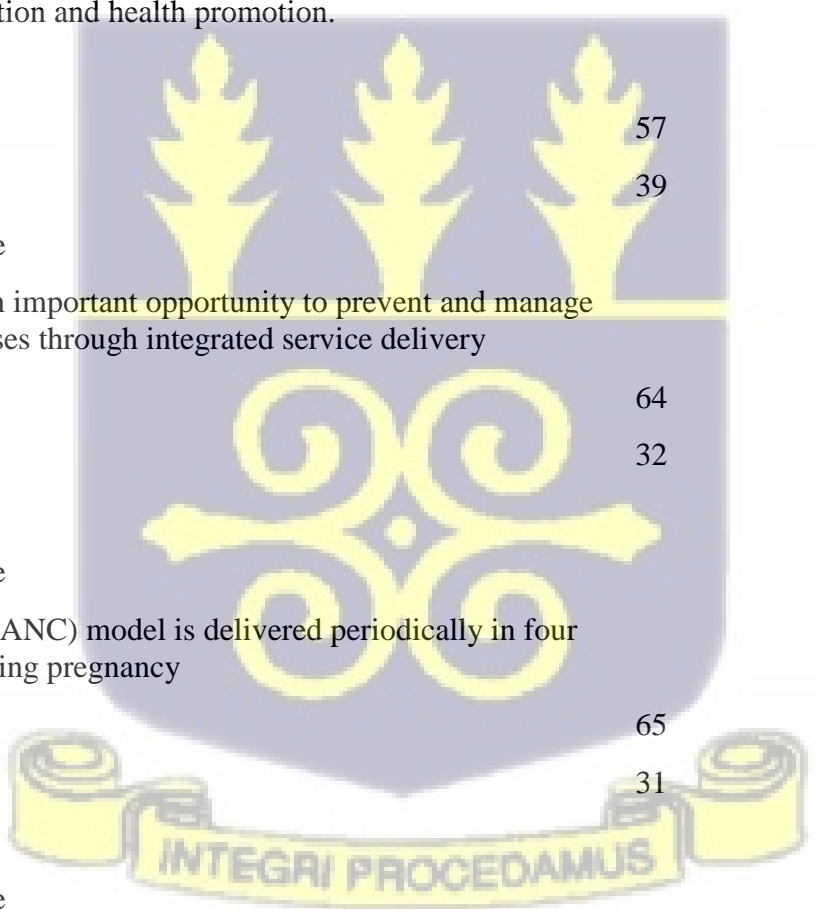 tion and health promotion.
57
39
e
n important opportunity to prevent and manage
ses through integrated service delivery
64
32
e
(ANC) model is delivered periodically in four
ing pregnancy
65
31
INTEGRI PROCEDAMUS
e